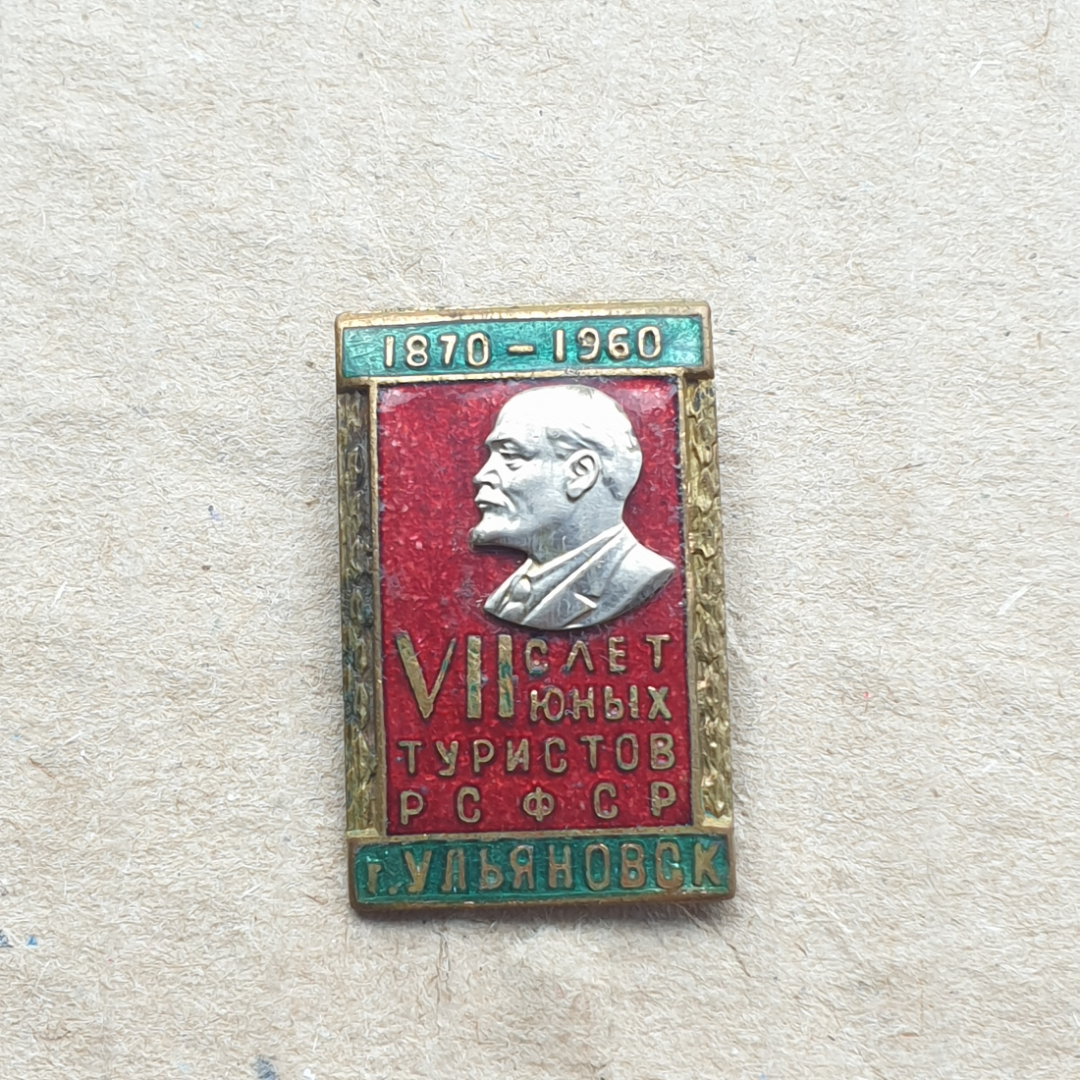 1870-1960
VII СЛЕТ
ЮНЫХ
ТУРИСТОВ
РСФСР
г.УЛЬЯНОВСК